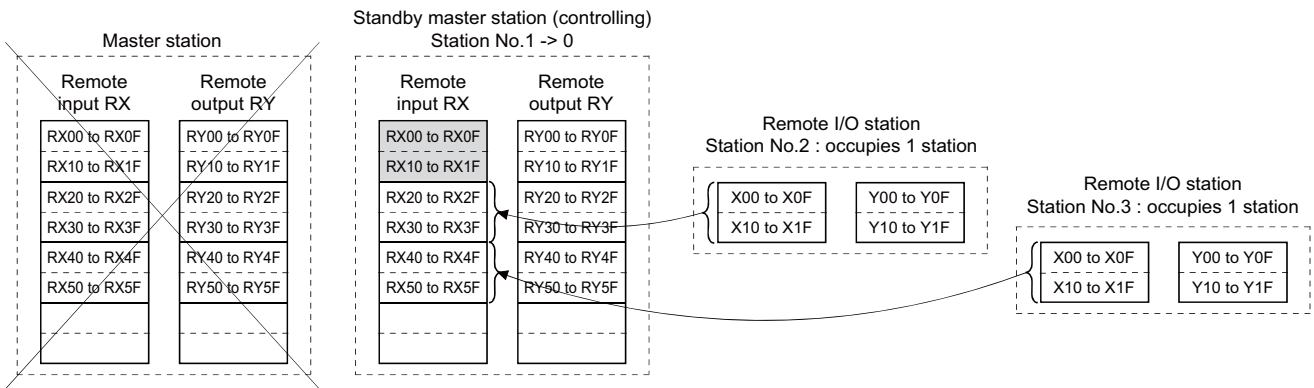 Standby master station (controlling)
Station No.1 -> 0
Master station
Remote
input RX
Remote
output RY
RX00 to RX0F
RX10 to RX1F
RX20 to RX2F
RX30 to RX3F
RX40 to RX4F
RX50 to RX5F
RY00 to RY0F
RY10 to RY1F
RY20 to RY2F
RY30 to RY3F
RY40 to RY4F
RY50 to RY5F
Remote
input RX
Remote
output RY
RX00 to RX0F
RX10 to RX1F
RX20 to RX2F
RX30 to RX3F
RX40 to RX4F
RX50 to RX5F
RY00 to RY0F
RY10 to RY1F
RY20 to RY2F
RY30 to RY3F
RY40 to RY4F
RY50 to RY5F
Remote I/O station
Station No.2 : occupies 1 station
X00 to X0F
X10 to X1F
Y00 to Y0F
Y10 to Y1F
Remote I/O station
Station No.3 : occupies 1 station
X00 to X0F
X10 to X1F
Y00 to Y0F
Y10 to Y1F